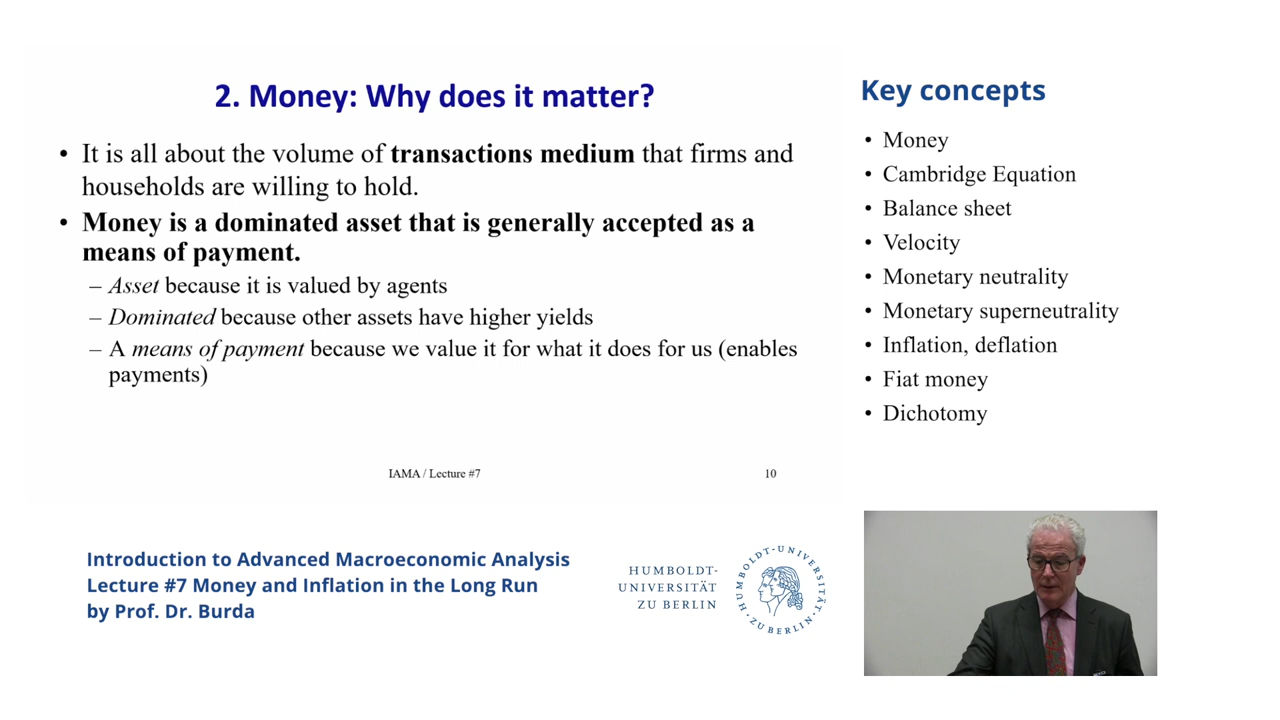 2. Money: Why does it matter?
• It is all about the volume of transactions medium that firms and
households are willing to hold.
• Money is a dominated asset that is generally accepted as a
means of payment.
– Asset because it is valued by agents
– Dominated because other assets have higher yields
– A means of payment because we value it for what it does for us (enables
payments)
IAMA / Lecture #7
10
Key concepts
• Money
• Cambridge Equation
• Balance sheet
• Velocity
• Monetary neutrality
• Monetary superneutrality
• Inflation, deflation
• Fiat money
• Dichotomy
Introduction to Advanced Macroeconomic Analysis
Lecture #7 Money and Inflation in the Long Run
by Prof. Dr. Burda
HUMBOLDT-
UNIVERSITÄT
ZU BERLIN
HUMBOLDT-UNIVERSITÄT
ZU BERLIN